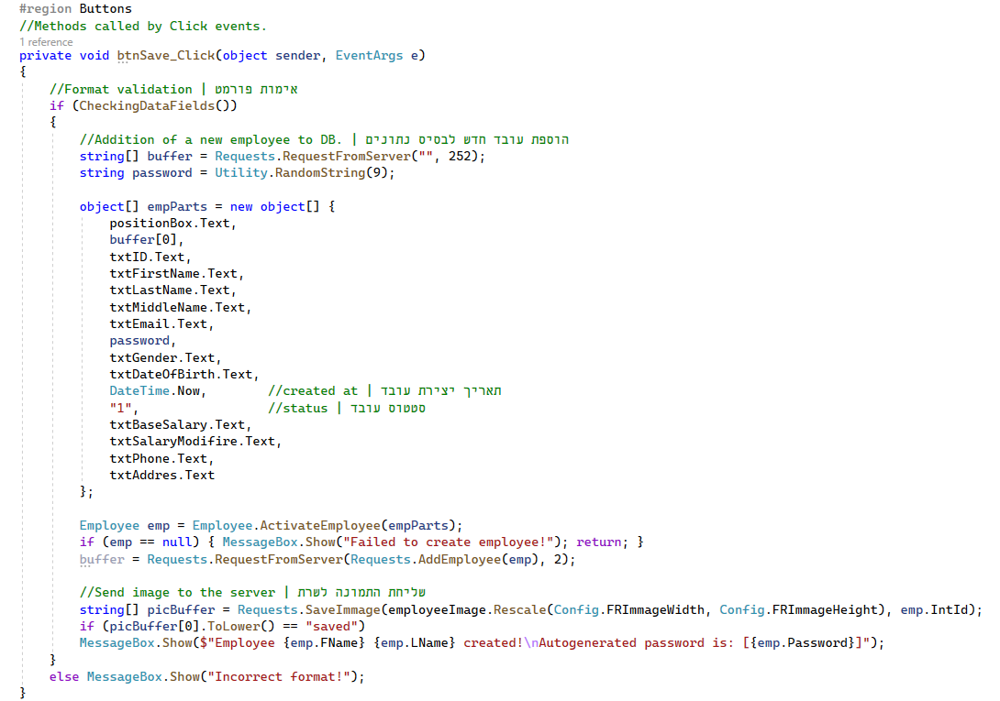 #region Buttons
//Methods called by Click events.
1 reference
private void btnSave_Click(object sender, EventArgs e)
{
//Format validation | אימות פורמט
if (CheckingDataFields())
{
//Addition of a new employee to DB. | הוספת עובד חדש לבסיס נתונים
string[] buffer = Requests.RequestFromServer("", 252);
string password = Utility.RandomString(9);
object[] empParts = new object[] {
positionBox.Text,
buffer[0],
txtID.Text,
txtFirstName.Text,
txtLastName.Text,
txtMiddleName.Text,
txtEmail.Text,
password,
txtGender.Text,
txtDateOfBirth.Text,
DateTime.Now, //created at | תאריך יצירת עובד
"1", //status | סטטוס עובד
txtBaseSalary.Text,
txtSalaryModifire.Text,
txtPhone.Text,
txtAddres.Text
};
Employee emp = Employee.ActivateEmployee(empParts);
if (emp == null) { MessageBox.Show("Failed to create employee!"); return; }
buffer = Requests.RequestFromServer(Requests.AddEmployee(emp), 2);
//Send image to the server | שליחת התמונה לשרת
string[] picBuffer = Requests.SaveImmage(employeeImage.Rescale(Config.FRImmageWidth, Config.FRImmageHeight), emp.IntId);
if (picBuffer[0].ToLower() == "saved")
MessageBox.Show($"Employee {emp.FName} {emp.LName} created!\nAutogenerated password is: [{emp.Password}]");
}
else MessageBox.Show("Incorrect format!");
}